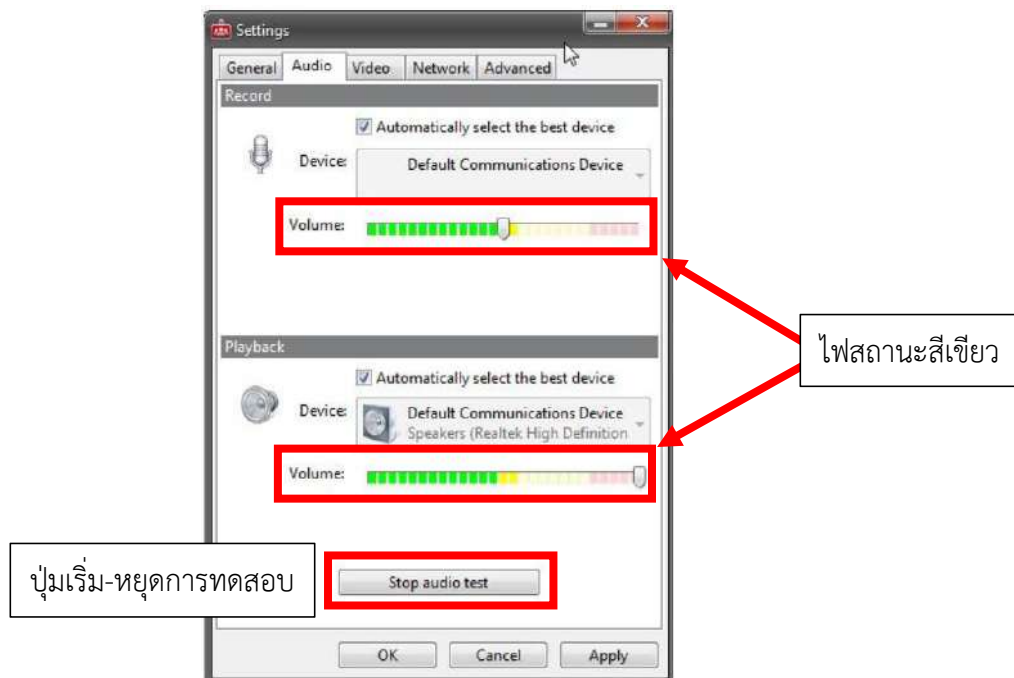 Settings
General Audio Video Network Advanced
Record
Automatically select the best device
Device: Default Communications Device
Volume:
ไฟสถานะสีเขียว
Playback
Automatically select the best device
Device: Default Communications Device
Speakers (Realtek High Definition
Volume:
ปุ่มเริ่ม-หยุดการทดสอบ
Stop audio test
OK Cancel Apply